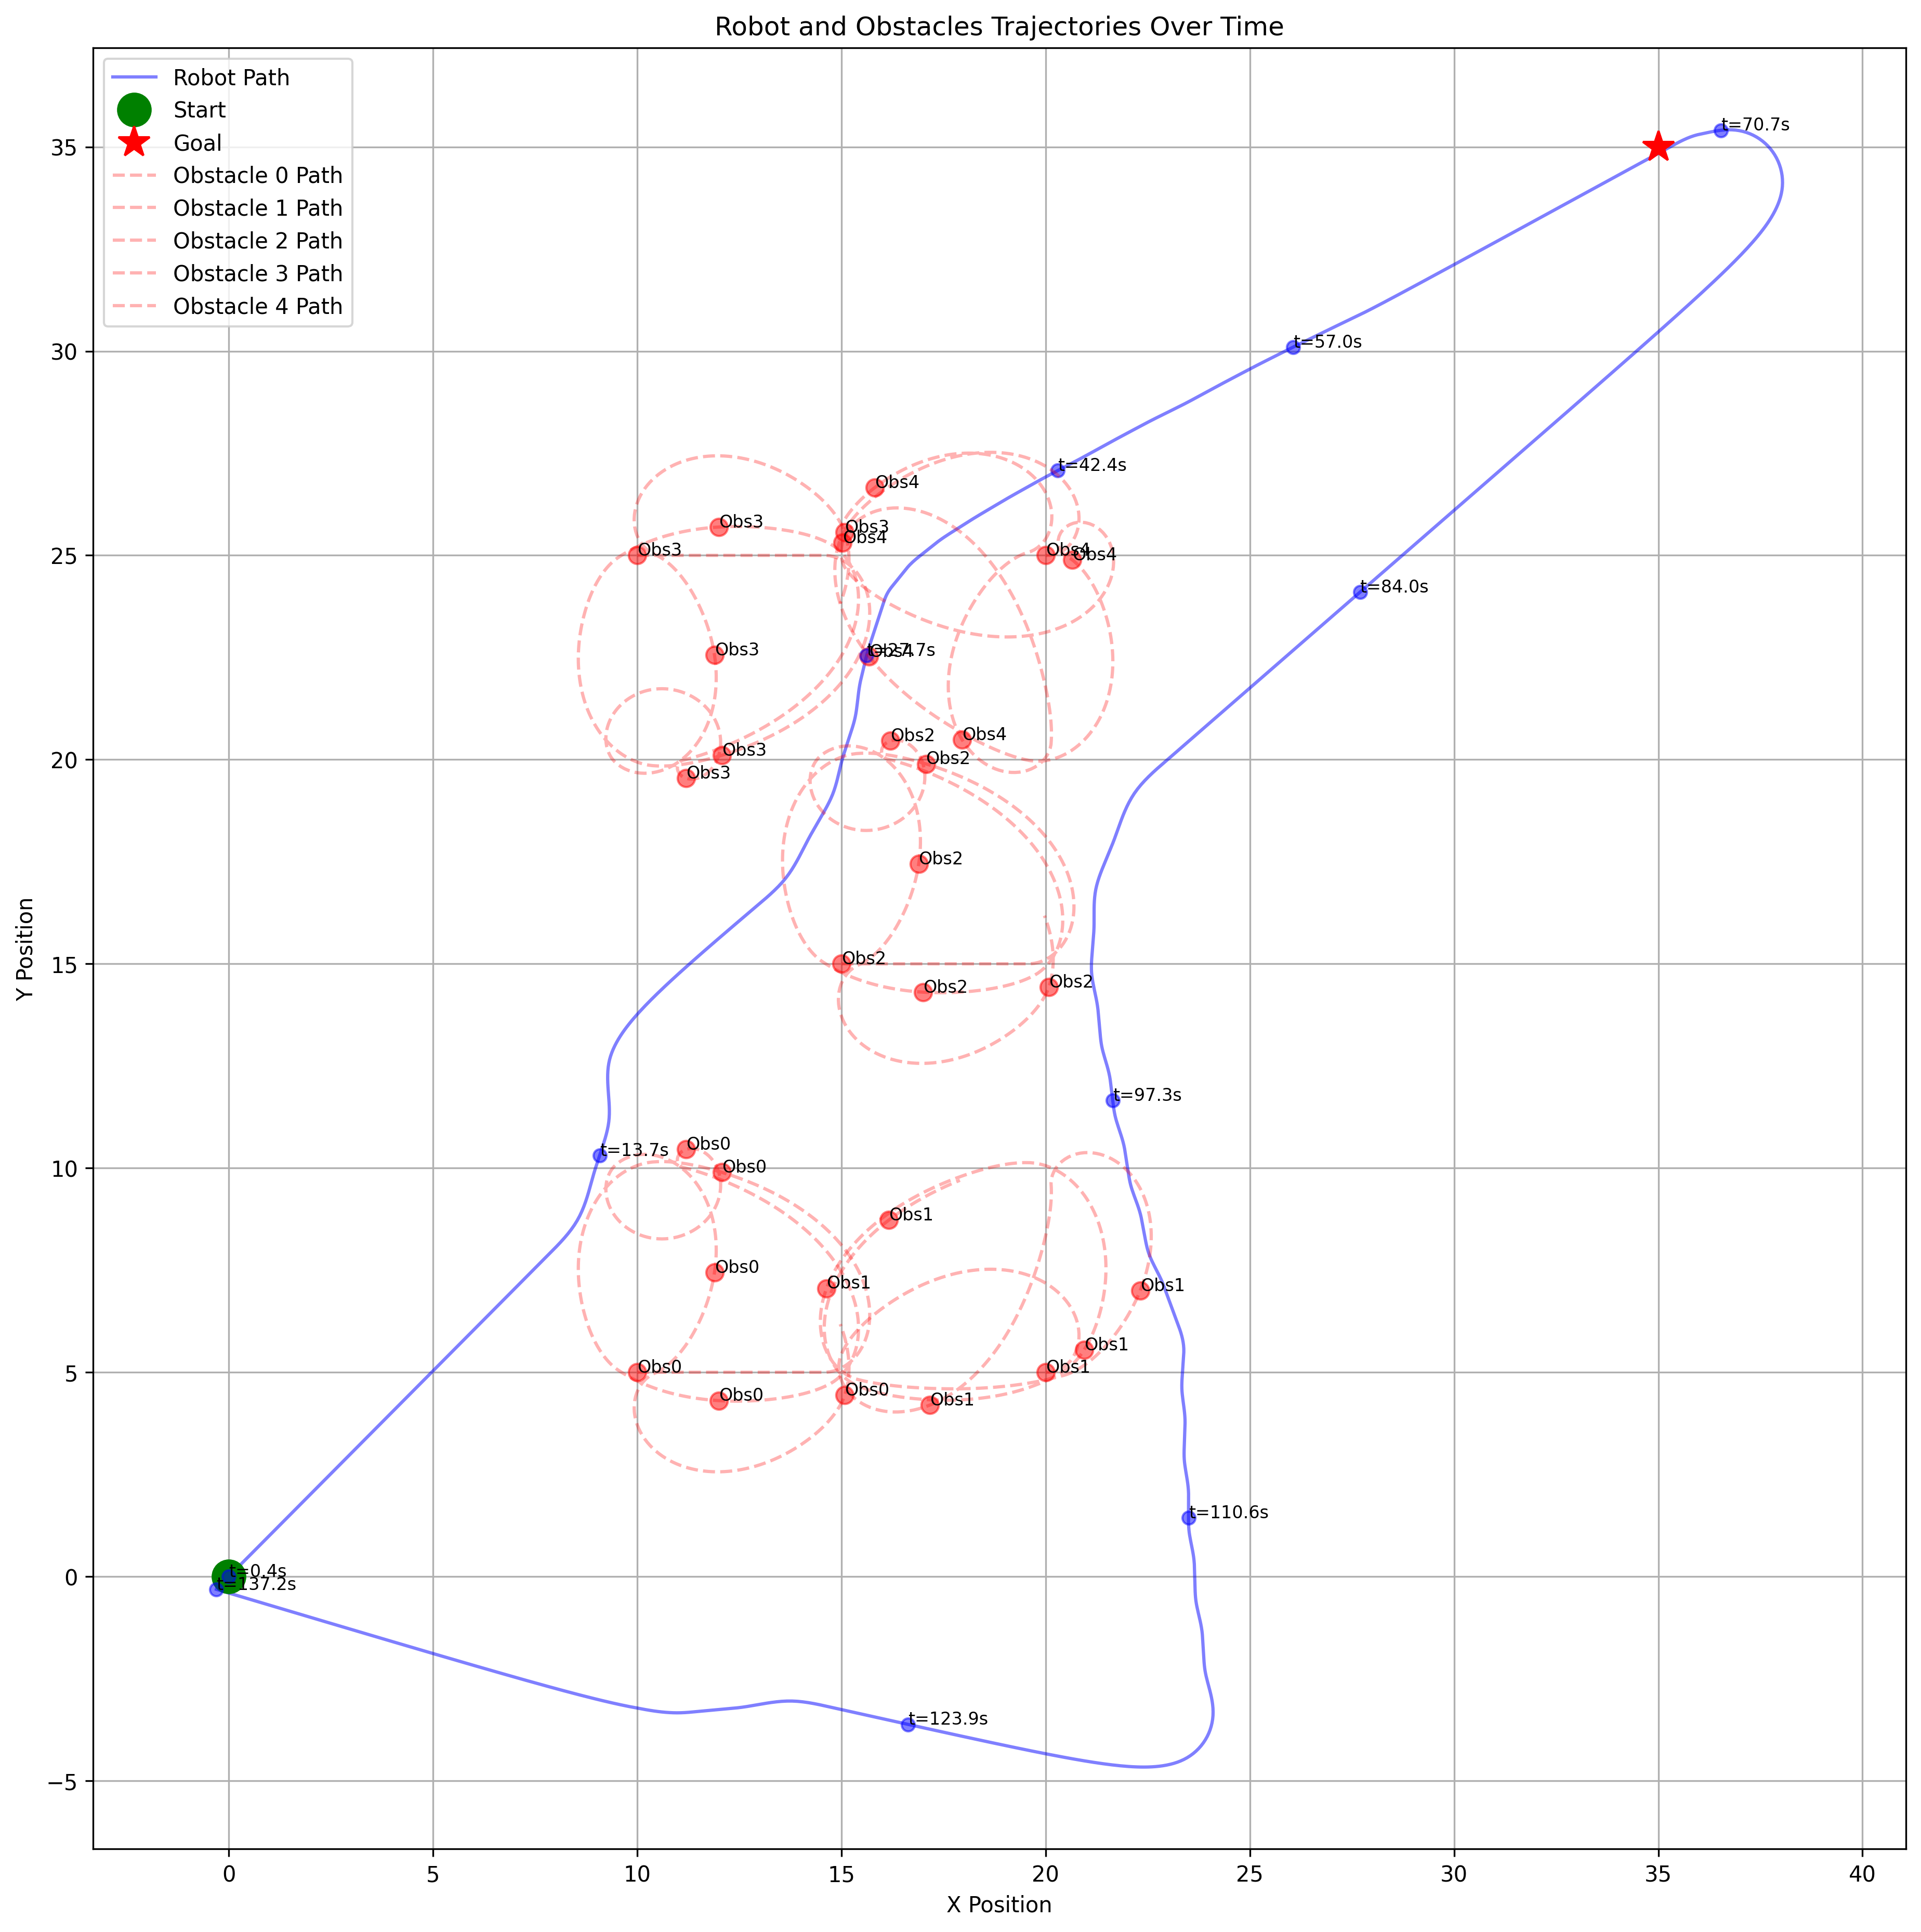 Robot and Obstacles Trajectories Over Time
Robot Path
Start
Goal
Obstacle 0 Path
Obstacle 1 Path
Obstacle 2 Path
Obstacle 3 Path
Obstacle 4 Path
t=70.7s
35
t=57.0s
30
t=42.4s
Obs4
Obs3
Obs3
Obs4
Obs3
Obs4
Obs4
25
t=84.0s
Obs3
t=27.7s
Obs4
Obs2
Obs4
Obs2
Obs3
Obs3
20
Obs2
Obs2
15
Obs2
Obs2
t=97.3s
t=13.7s
Obs0
Obs0
10
Obs1
Obs0
Obs1
Obs1
Obs1
Obs0
Obs1
5
Obs0
Obs0
Obs1
t=110.6s
t=0.4s
0
t=137.2s
t=123.9s
−5
0 5 10 15 20 25 30 35 40
X Position
Y Position